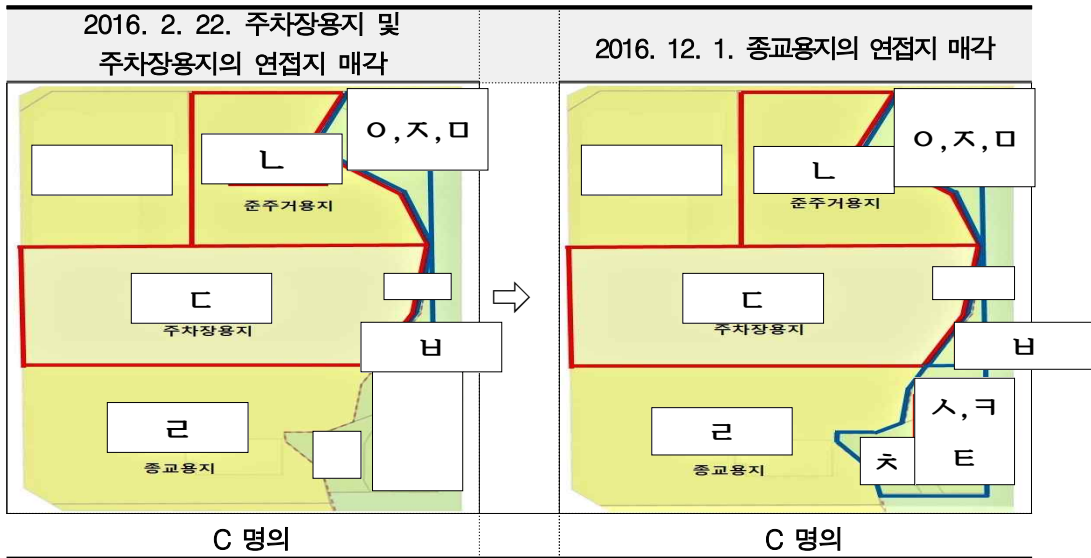 2016. 2. 22. 주차장용지 및
주차장용지의 연접지 매각
2016. 12. 1. 종교용지의 연접지 매각
ㅇ,ㅈ,ㅁ
ㄴ
준주거용지
ㄷ
주차장용지
ㅂ
ㄹ
종교용지
⇨
ㅇ,ㅈ,ㅁ
ㄴ
준주거용지
ㄷ
주차장용지
ㅂ
ㅅ,ㅋ
ㄹ
ㅊ
ㅌ
종교용지
C 명의
C 명의